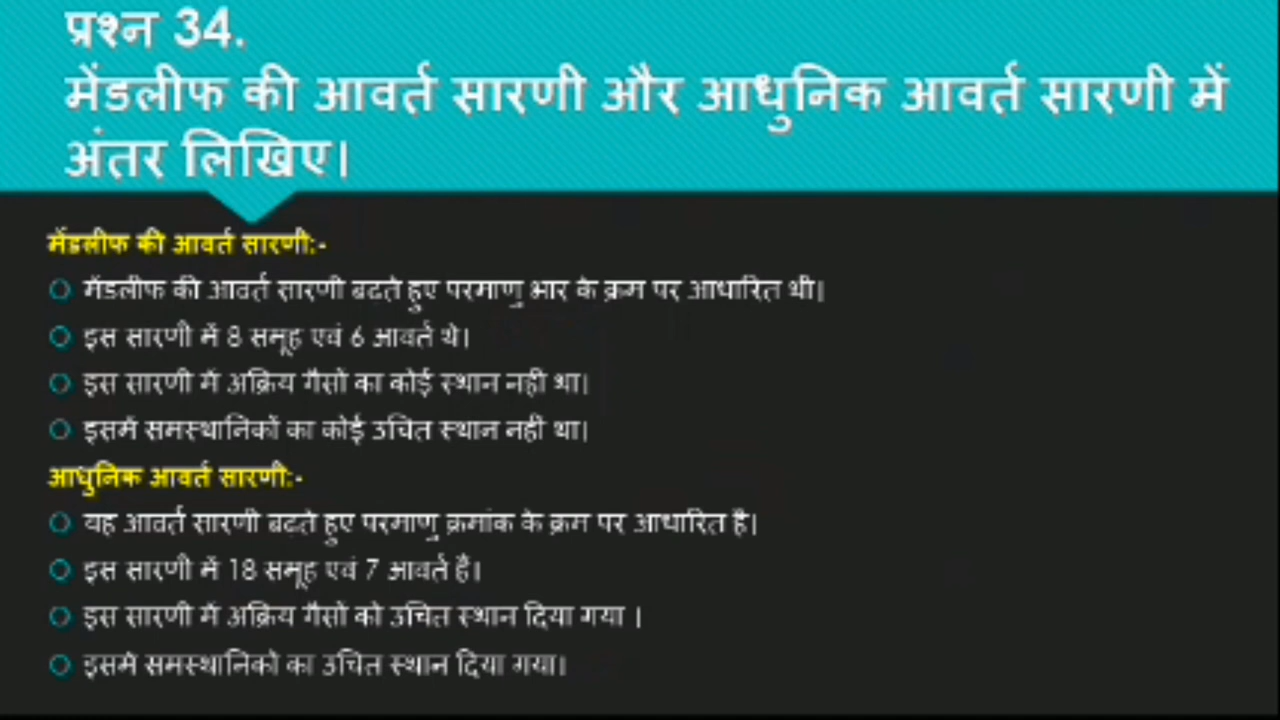 प्रश्न 34.
मेंडलीफ की आवर्त सारणी और आधुनिक आवर्त सारणी में
अंतर लिखिए।
मेंडलीफ की आवर्त सारणी:-
मेंडलीफ की आवर्त सारणी बढते हुए परमाणु भार के क्रम पर आधारित थी।
इस सारणी में 8 समूह एवं 6 आवर्त थे।
इस सारणी में अक्रिय गैसों का कोई स्थान नही था।
इसमें समस्थानिकों का कोई उचित स्थान नही था।
आधुनिक आवर्त सारणी:-
यह आवर्त सारणी बढते हुए परमाणु क्रमांक के क्रम पर आधारित है।
इस सारणी में 18 समूह एवं 7 आवर्त हैं।
इस सारणी में अक्रिय गैसों को उचित स्थान दिया गया ।
इसमें समस्थानिकों का उचित स्थान दिया गया।